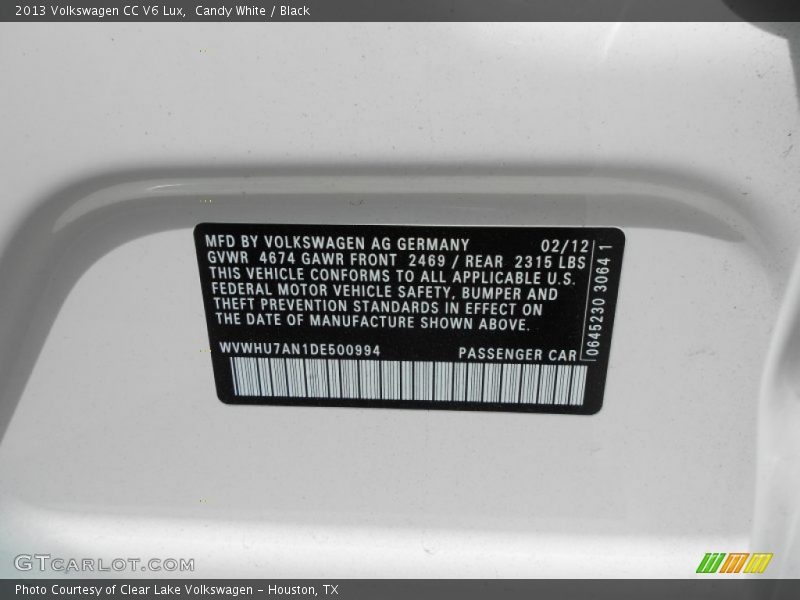 2013 Volkswagen CC V6 Lux,  Candy White / Black
MFD BY VOLKSWAGEN AG GERMANY 02/12
GVWR 4674 GAWR FRONT 2469 / REAR 2315 LBS
THIS VEHICLE CONFORMS TO ALL APPLICABLE U.S.
FEDERAL MOTOR VEHICLE SAFETY, BUMPER AND
THEFT PREVENTION STANDARDS IN EFFECT ON
THE DATE OF MANUFACTURE SHOWN ABOVE.
WVWHU7AN1DE500994 PASSENGER CAR
0645230 3064 1
GTCARLOT.COM
Photo Courtesy of Clear Lake Volkswagen - Houston, TX